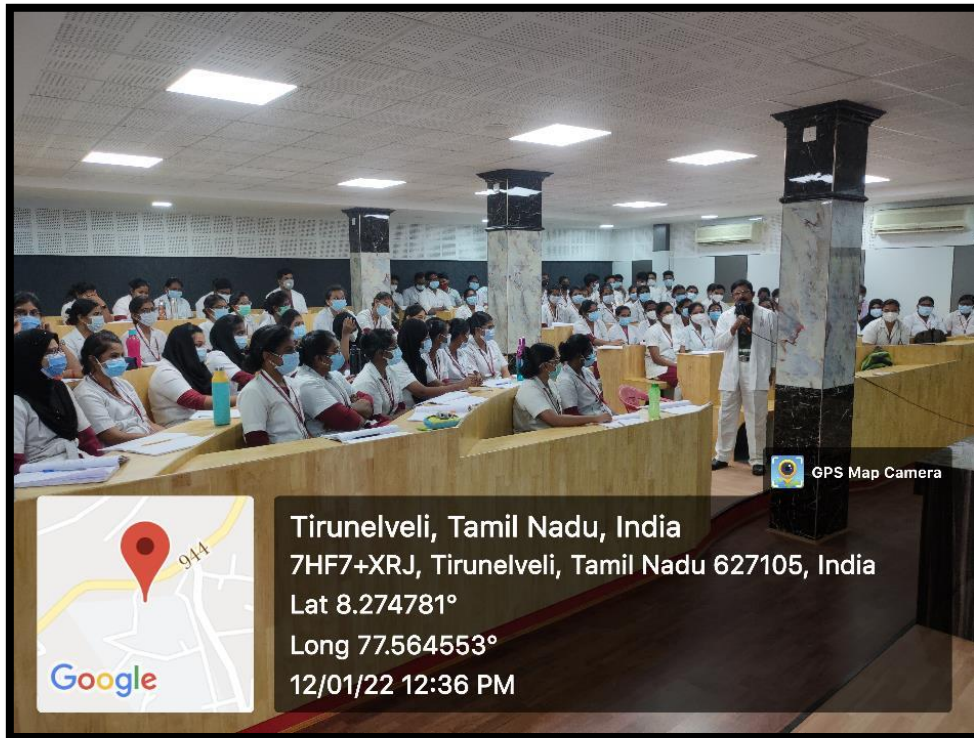 GPS Map Camera
944
Google
Tirunelveli, Tamil Nadu, India
7HF7+XRJ, Tirunelveli, Tamil Nadu 627105, India
Lat 8.274781°
Long 77.564553°
12/01/22 12:36 PM